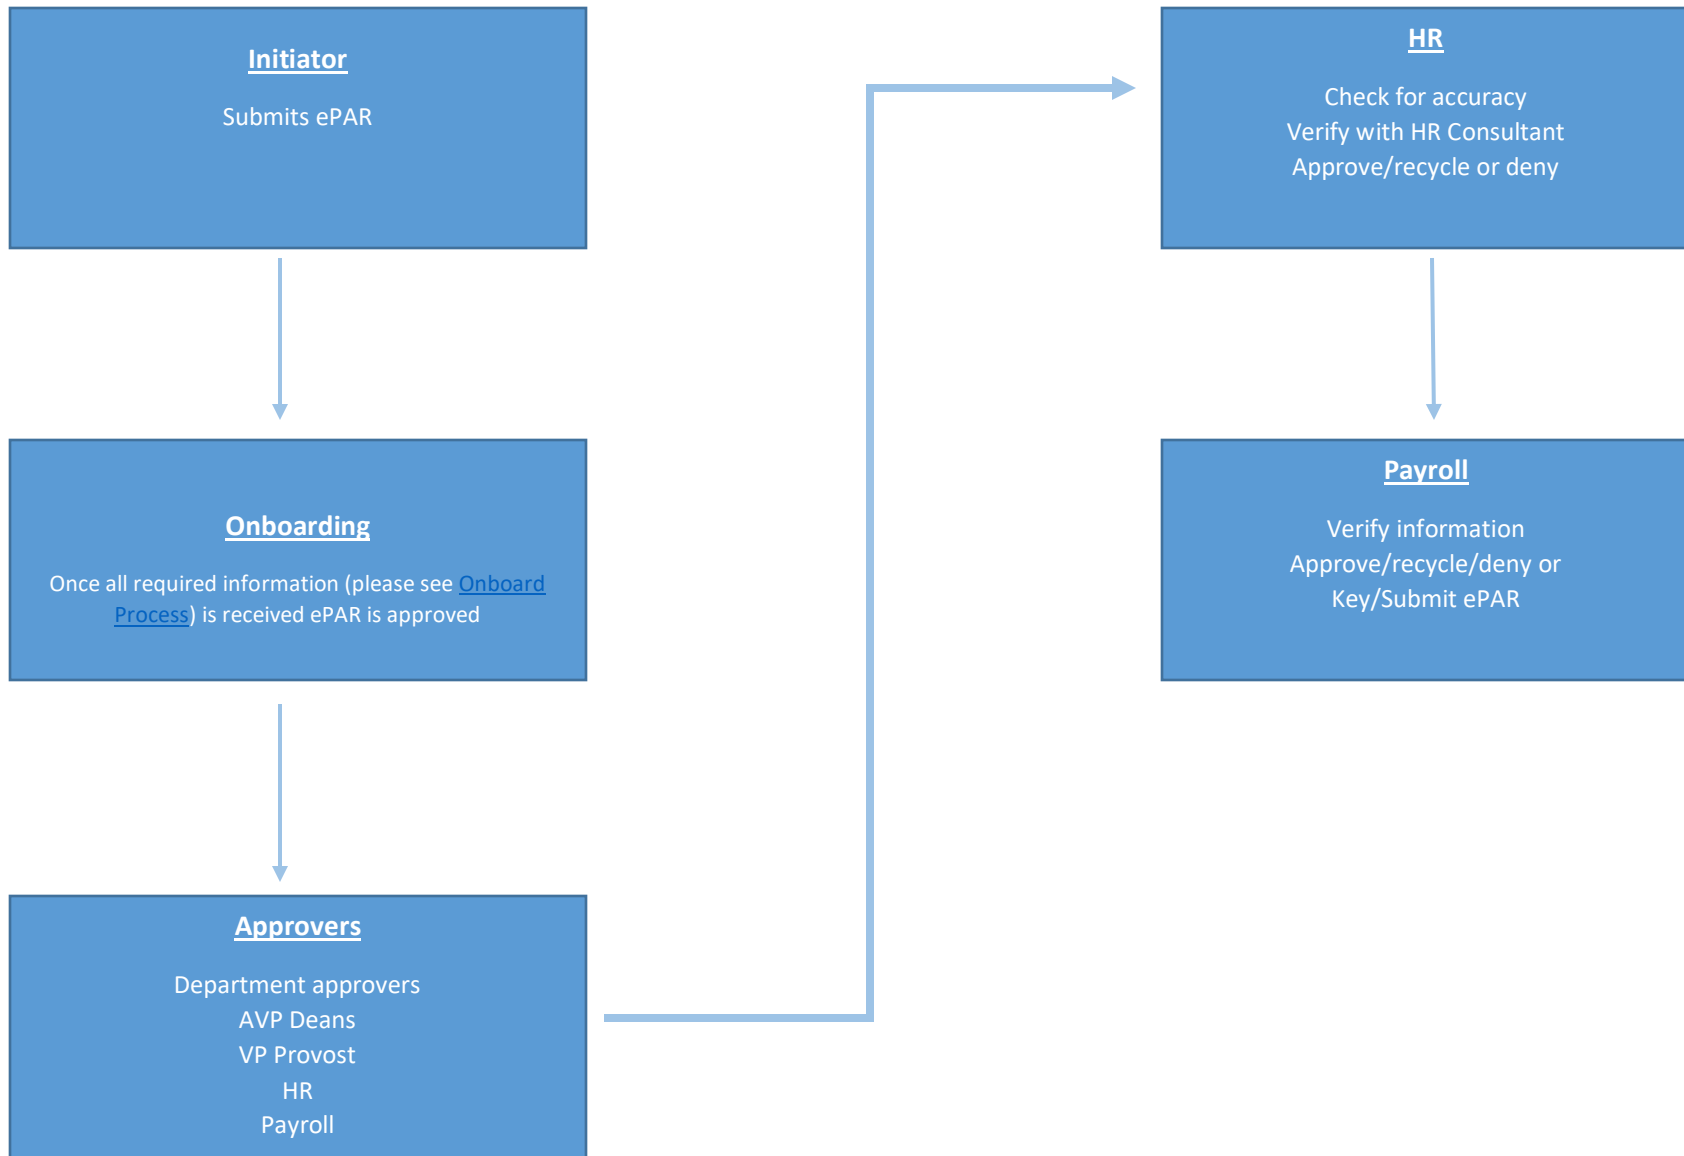 Initiator
Submits ePAR
Onboarding
Once all required information (please see Onboard
Process) is received ePAR is approved
Approvers
Department approvers
AVP Deans
VP Provost
HR
Payroll
HR
Check for accuracy
Verify with HR Consultant
Approve/recycle or deny
Payroll
Verify information
Approve/recycle/deny or
Key/Submit ePAR